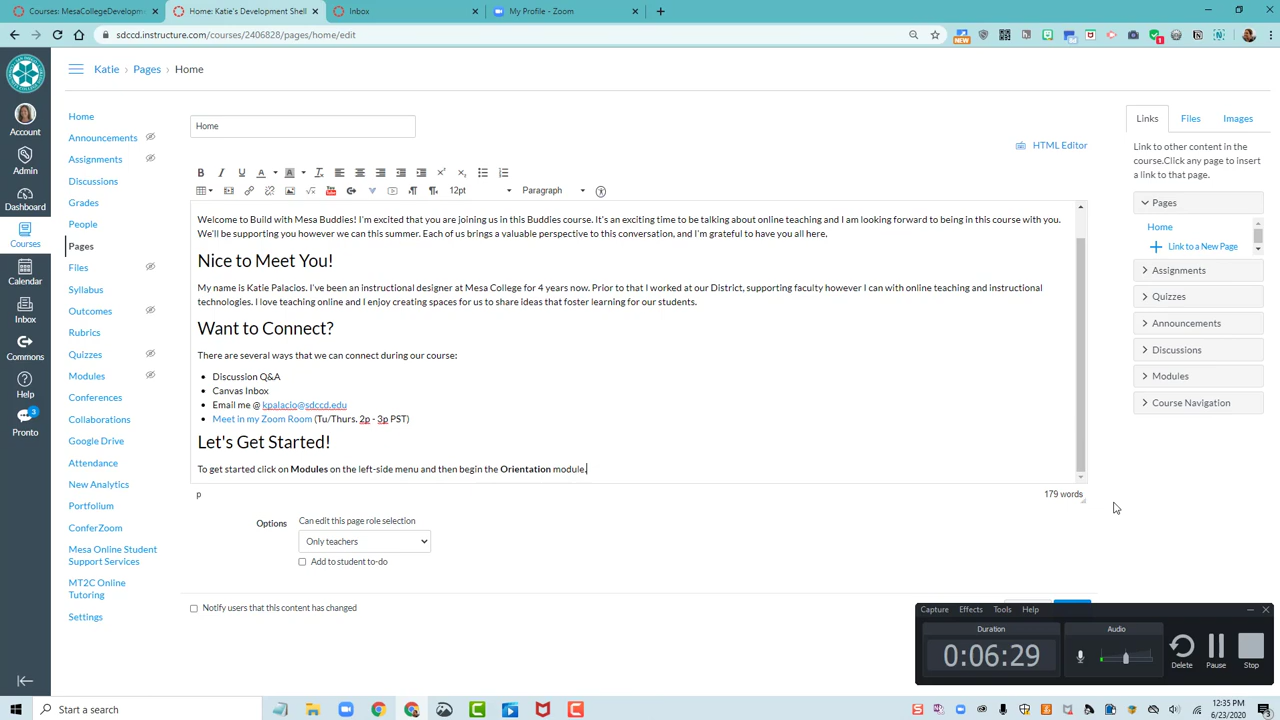 Courses: MesaCollegeDevelopment
Home: Katie's Development Shell
Inbox
My Profile - Zoom
sdccd.instructure.com/courses/2406828/pages/home/edit
Katie › Pages › Home
Account
Admin
Dashboard
Courses
Calendar
Inbox
Commons
Help
3
Pronto
Home
Announcements
Assignments
Discussions
Grades
People
Pages
Files
Syllabus
Outcomes
Rubrics
Quizzes
Modules
Conferences
Collaborations
Google Drive
Attendance
New Analytics
Portfolium
ConferZoom
Mesa Online Student
Support Services
MT2C Online
Tutoring
Settings
Home
HTML Editor
12pt
Paragraph
Welcome to Build with Mesa Buddies! I'm excited that you are joining us in this Buddies course. It's an exciting time to be talking about online teaching and I am looking forward to being in this course with you.
We'll be supporting you however we can this summer. Each of us brings a valuable perspective to this conversation, and I'm grateful to have you all here.
Nice to Meet You!
My name is Katie Palacios. I've been an instructional designer at Mesa College for 4 years now. Prior to that I worked at our District, supporting faculty however I can with online teaching and instructional
technologies. I love teaching online and I enjoy creating spaces for us to share ideas that foster learning for our students.
Want to Connect?
There are several ways that we can connect during our course:
Discussion Q&A
Canvas Inbox
Email me @ kpalacio@sdccd.edu
Meet in my Zoom Room (Tu/Thurs. 2p - 3p PST)
Let's Get Started!
To get started click on Modules on the left-side menu and then begin the Orientation module.
p
179 words
Options
Can edit this page role selection
Only teachers
Add to student to-do
Notify users that this content has changed
Links
Files
Images
Link to other content in the
course.Click any page to insert
a link to that page.
Pages
Home
Link to a New Page
Assignments
Quizzes
Announcements
Discussions
Modules
Course Navigation
Capture
Effects
Tools
Help
Duration
Audio
0:06:29
Delete
Pause
Stop
Start a search
12:35 PM
6/23/2020